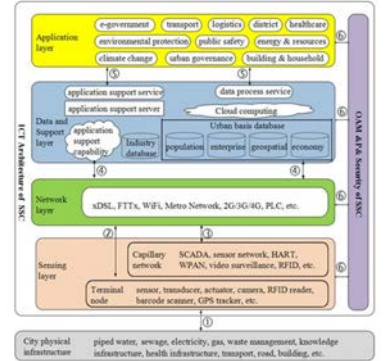 Application
layer
e-government
transport
logistics
district
healthcare
environmental protection
public safety
energy & resources
climate change
urban governance
building & household
⑥
⑤
⑤
Data and
Support layer
application support service
data process service
application support server
Cloud computing
⑥
Urban basis database
application
support
capability
Industry
database
population
enterprise
geospatial
economy
④
④
Network
layer
xDSL, FTTx, WiFi, Metro Network, 2G/3G/4G, PLC, etc.
⑥
②
Sensing
layer
Capillary
network
SCADA, sensor network, HART,
WPAN, video surveillance, RFID, etc.
⑥
Terminal
node
sensor, transducer, actuator, camera, RFID reader,
barcode scanner, GPS tracker, etc.
①
City physical
infrastructure
piped water, sewage, electricity, gas, waste management, knowledge
infrastructure, health infrastructure, transport, road, building, etc.
ICT Architecture of SSC
OAM &P& Security of SSC